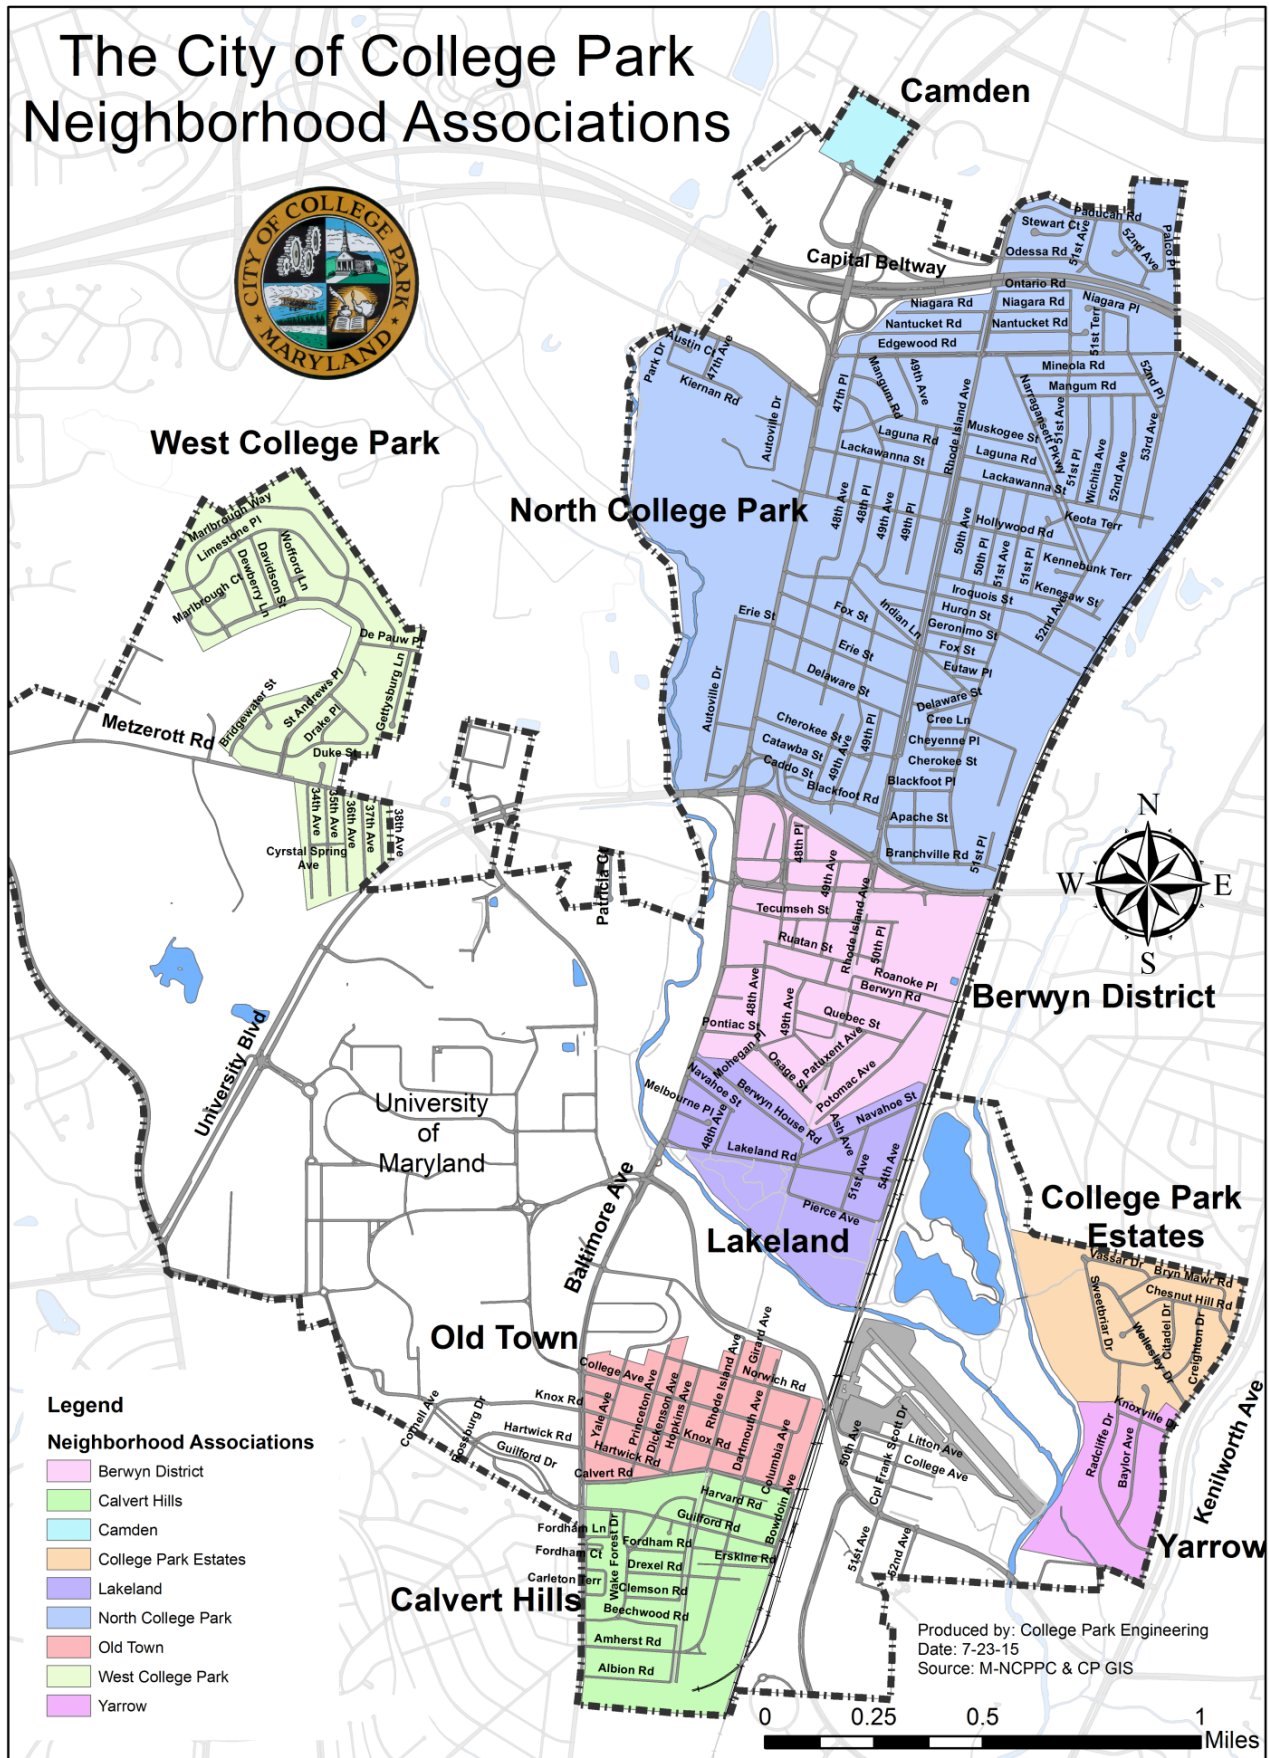 The City of College Park
Neighborhood Associations
CITY OF COLLEGE PARK
★ MARYLAND ★
Camden
Capital Beltway
Stewart Ct
Paducah Rd
51st Ave
52nd Ave
Palco Pl
Odessa Rd
Ontario Rd
Niagara Rd
Niagara Rd
Niagara Pl
Nantucket Rd
Nantucket Rd
51st Terr
Edgewood Rd
Austin Ct
47th Ave
Park Dr
Kiernan Rd
Autoville Dr
47th Pl
Mangum Rd
49th Ave
Rhode Island Ave
Mineola Rd
Mangum Rd
52nd Pl
Narragansett Pkwy
51st Ave
53rd Ave
Laguna Rd
Muskogee St
Laguna Rd
Lackawanna St
Lackawanna St
51st Pl
Wichita Ave
52nd Ave
West College Park
North College Park
48th Ave
48th Pl
49th Ave
49th Pl
50th Ave
Hollywood Rd
Keota Terr
50th Pl
51st Ave
51st Pl
Kennebunk Terr
Kenesaw St
Marlbrough Way
Limestone Pl
Wofford Ln
Davidson St
Dewberry Ln
Marlbrough Ct
Iroquois St
Huron St
Geronimo St
52nd Ave
Erie St
Fox St
Indian Ln
Fox St
Erie St
Eutaw Pl
De Pauw Pl
Gettysburg Ln
St Andrews Pl
Bridgewater St
Drake Pl
Duke St
Metzerott Rd
Autoville Dr
Delaware St
Delaware St
Cree Ln
Cherokee St
49th Pl
Cheyenne Pl
Catawba St
49th Ave
Cherokee St
Caddo St
Blackfoot Pl
Blackfoot Rd
Apache St
Branchville Rd
51st Pl
34th Ave
35th Ave
36th Ave
37th Ave
38th Ave
Cyrstal Spring
Ave
Patricia Ct
48th Pl
49th Ave
Rhode Island Ave
Tecumseh St
Ruatan St
50th Pl
Roanoke Pl
Berwyn Rd
N
W
E
S
Berwyn District
48th Ave
49th Ave
Quebec St
Pontiac St
Mohegan Pl
Osage St
Patuxent Ave
Potomac Ave
University Blvd
University
of
Maryland
Navahoe St
Melbourne Pl
Berwyn House Rd
48th Ave
Ash Ave
Navahoe St
Lakeland Rd
51st Ave
54th Ave
Pierce Ave
Lakeland
Baltimore Ave
College Park
Estates
Vassar Dr
Bryn Mawr Rd
Chesnut Hill Rd
Sweetbriar Dr
Wellesley Dr
Citadel Dr
Creighton Dr
Old Town
College Ave
Rhode Island Ave
Girard Ave
Norwich Rd
Knox Rd
Yale Ave
Princeton Ave
Dickenson Ave
Hopkins Ave
Knox Rd
Dartmouth Ave
Columbia Ave
Cornell Ave
Rossburg Dr
Hartwick Rd
Hartwick Rd
Guilford Dr
Calvert Rd
50th Ave
Cpl Frank Scott Dr
Litton Ave
College Ave
Knoxville Dr
Radcliffe Dr
Baylor Ave
Kenilworth Ave
Yarrow
Harvard Rd
Guilford Rd
Bowdoin Ave
Fordham Ln
Wake Forest Dr
Fordham Rd
Fordham Ct
Erskine Rd
Drexel Rd
Carleton Terr
Clemson Rd
Calvert Hills
Beechwood Rd
Amherst Rd
Albion Rd
51st Ave
52nd Ave
Legend
Neighborhood Associations
Berwyn District
Calvert Hills
Camden
College Park Estates
Lakeland
North College Park
Old Town
West College Park
Yarrow
Produced by: College Park Engineering
Date: 7-23-15
Source: M-NCPPC & CP GIS
0 0.25 0.5 1
Miles